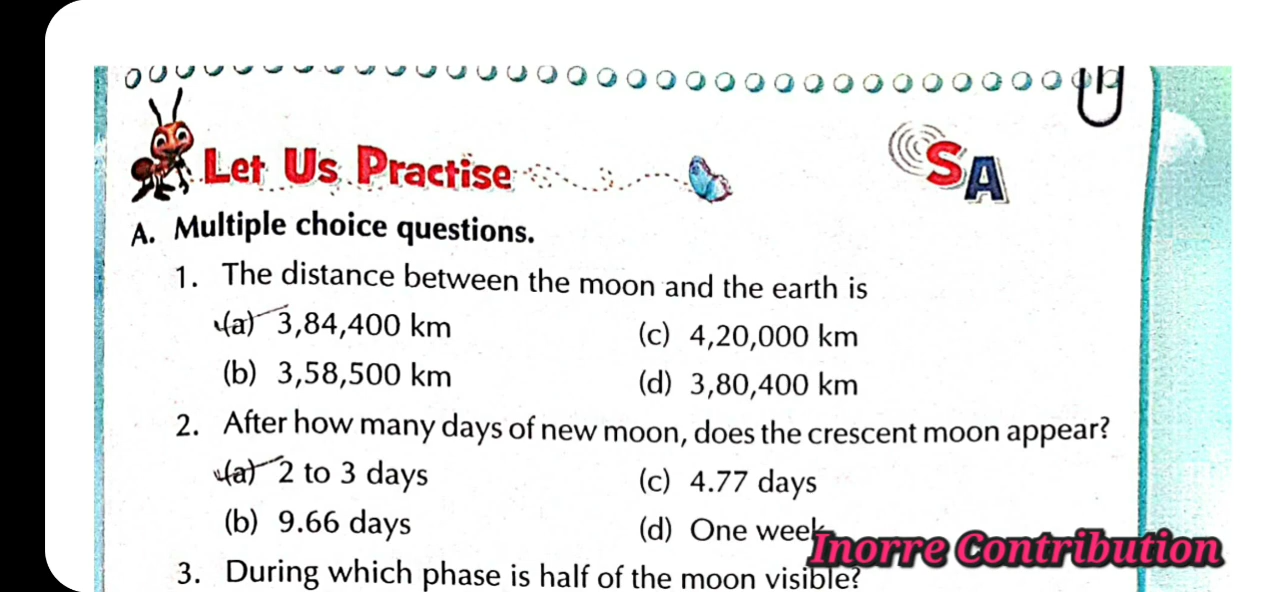 Let Us Practise
SA
A. Multiple choice questions.
1. The distance between the moon and the earth is
(a) 3,84,400 km
(c) 4,20,000 km
(b) 3,58,500 km
(d) 3,80,400 km
2. After how many days of new moon, does the crescent moon appear?
(a) 2 to 3 days
(c) 4.77 days
(b) 9.66 days
(d) One week
Inorre Contribution
3. During which phase is half of the moon visible?